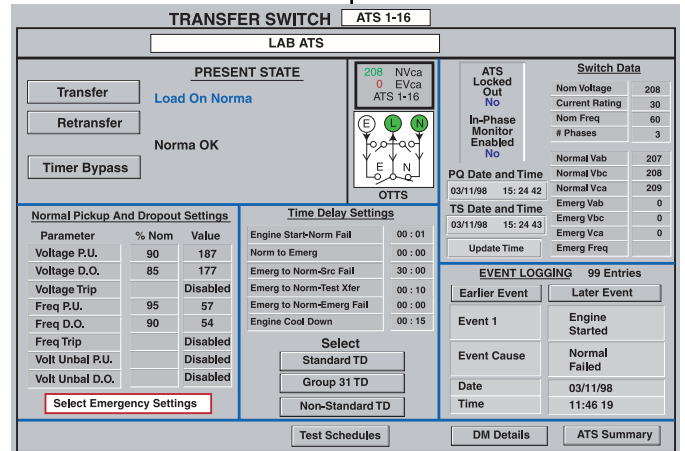 TRANSFER SWITCH ATS 1-16
LAB ATS
PRESENT STATE
Transfer
Load On Norma
Retransfer
Norma OK
Timer Bypass
208 NVca
0 EVca
ATS 1-16
E L N
E N
OTTS
ATS
Locked
Out
No
In-Phase
Monitor
Enabled
No
PQ Date and Time
03/11/98 15: 24 42
TS Date and Time
03/11/98 15: 24 43
Update Time
Switch Data
Nom Voltage 208
Current Rating 30
Nom Freq 60
# Phases 3
Normal Vab 207
Normal Vbc 208
Normal Vca 209
Emerg Vab 0
Emerg Vbc 0
Emerg Vca 0
Emerg Freq
Normal Pickup And Dropout Settings
Parameter % Nom Value
Voltage P.U. 90 187
Voltage D.O. 85 177
Voltage Trip Disabled
Freq P.U. 95 57
Freq D.O. 90 54
Freq Trip Disabled
Volt Unbal P.U. Disabled
Volt Unbal D.O. Disabled
Select Emergency Settings
Time Delay Settings
Engine Start-Norm Fail 00 : 01
Norm to Emerg 00 : 00
Emerg to Norm-Src Fail 30 : 00
Emerg to Norm-Test Xfer 00 : 10
Emerg to Norm-Emerg Fail 00 : 00
Engine Cool Down 00 : 15
Select
Standard TD
Group 31 TD
Non-Standard TD
EVENT LOGGING 99 Entries
Earlier Event Later Event
Event 1 Engine
Started
Event Cause Normal
Failed
Date 03/11/98
Time 11:46 19
Test Schedules DM Details ATS Summary